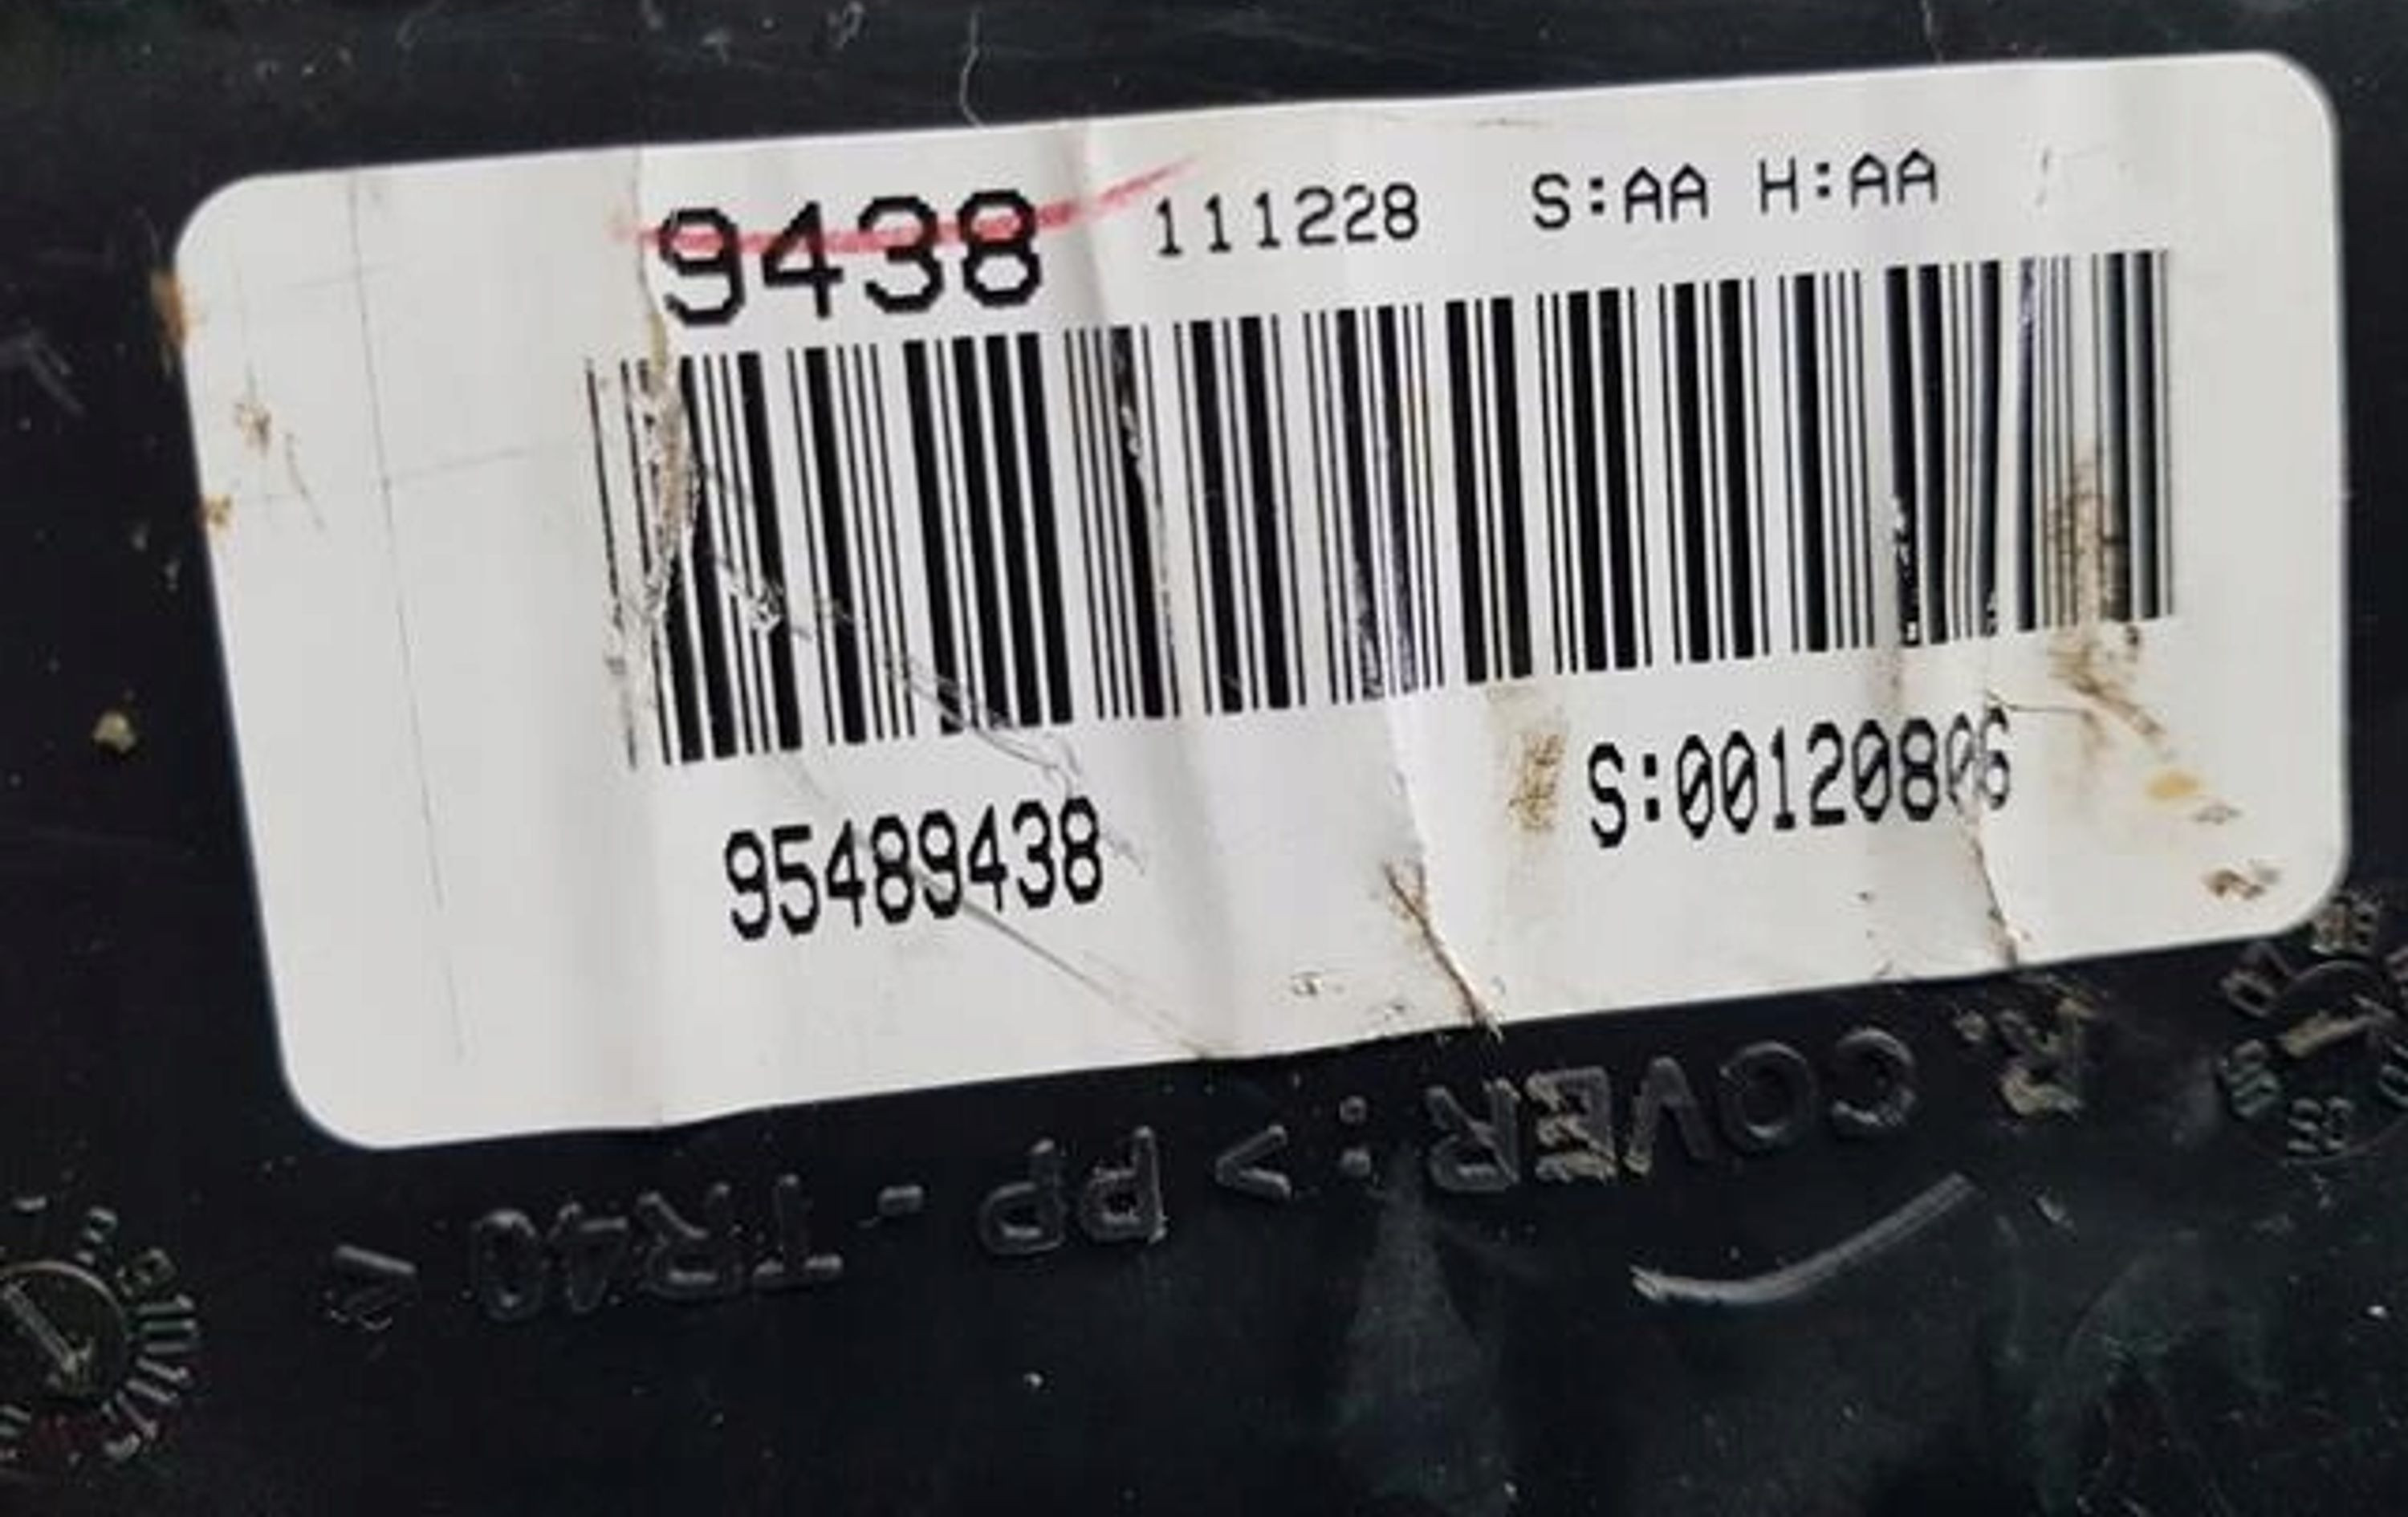 9438 111228 S:AA H:AA
95489438 S:00120806
R. COVER : > PP - TR40 <